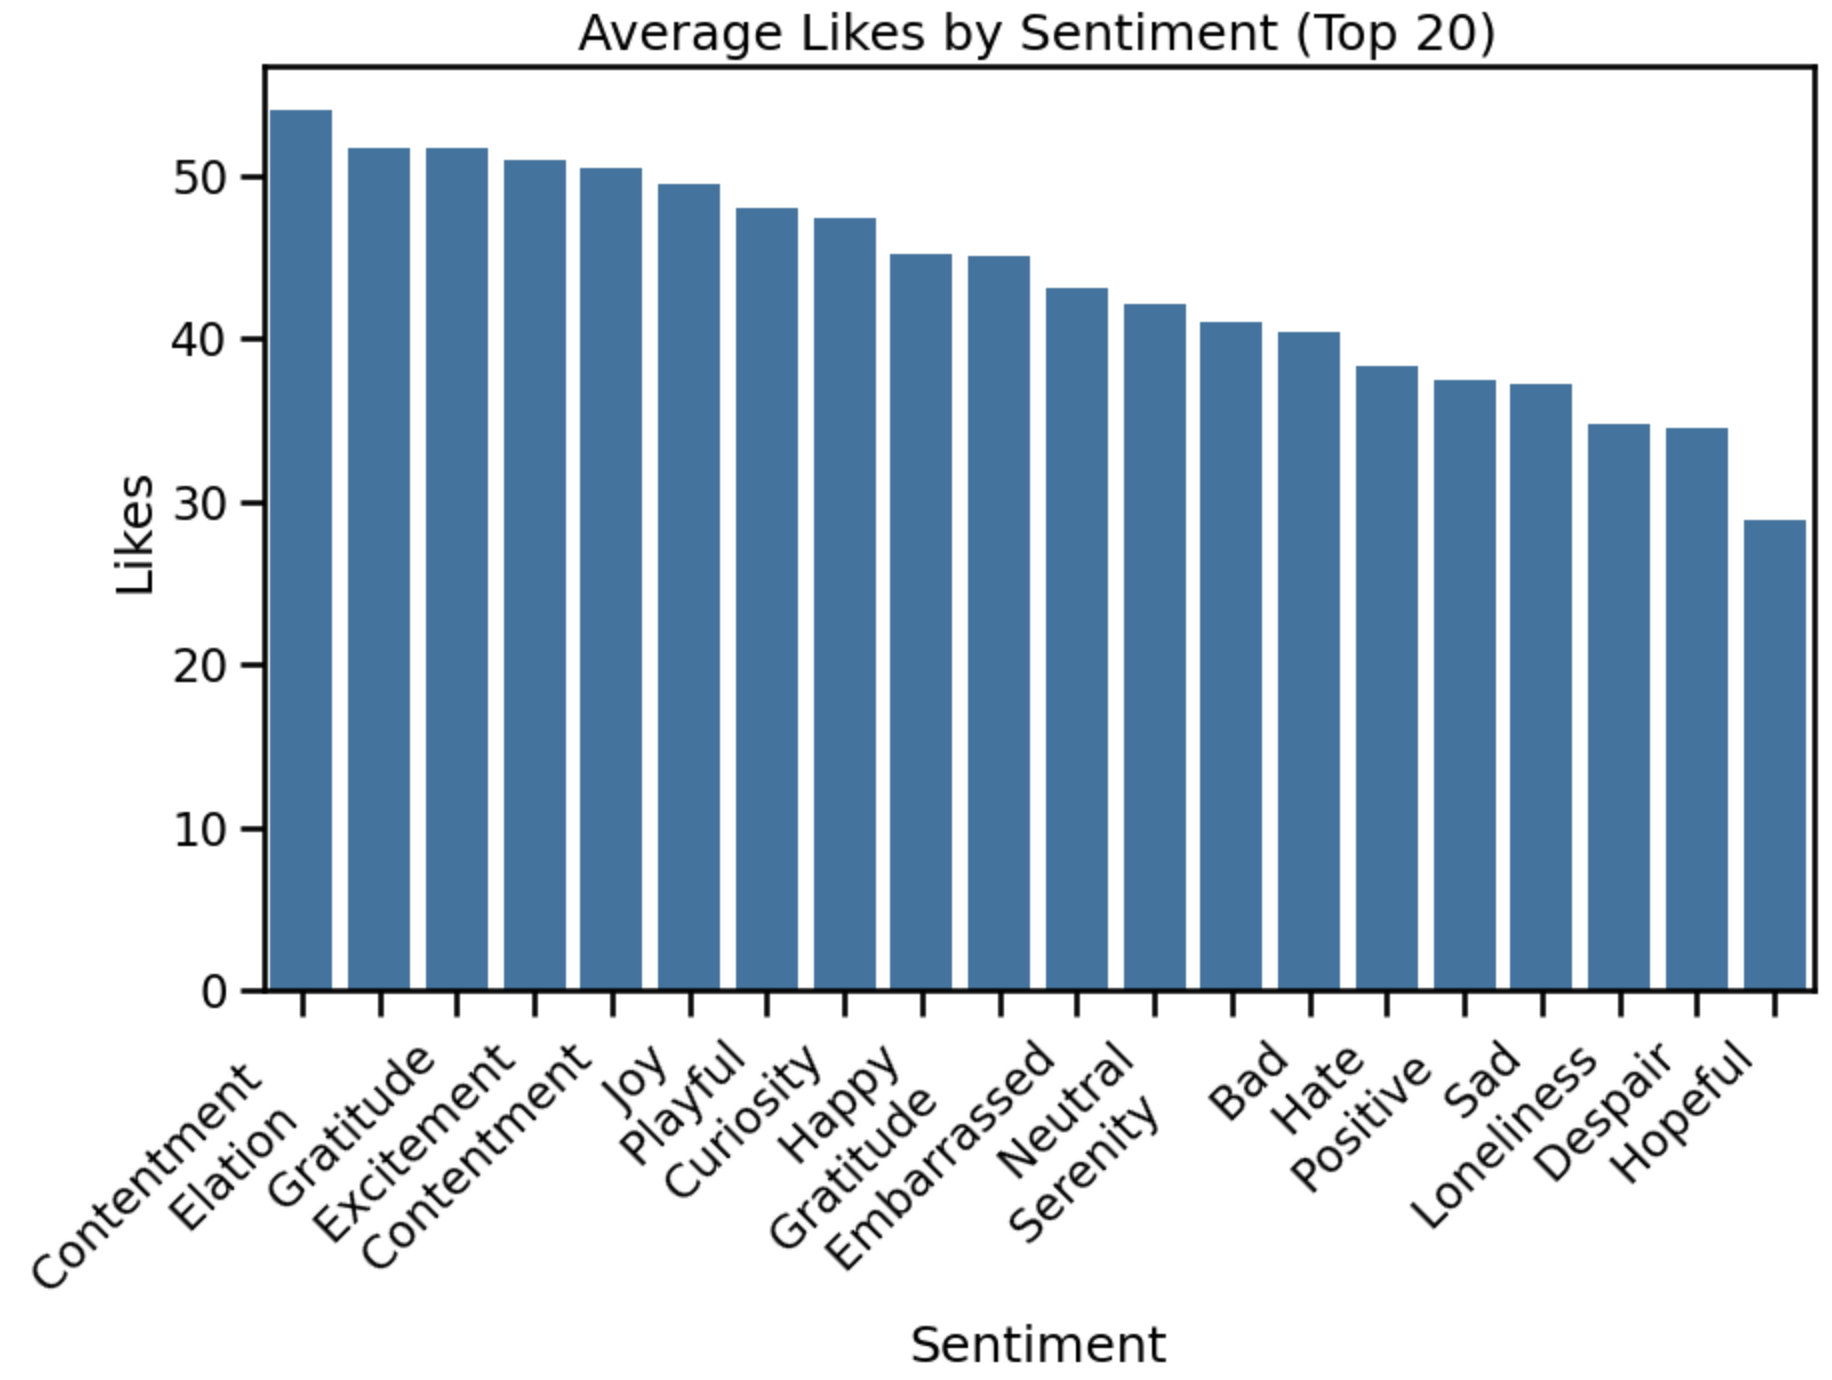 Average Likes by Sentiment (Top 20)
50
40
30
20
10
0
Likes
Contentment
Elation
Gratitude
Excitement
Contentment
Joy
Playful
Curiosity
Happy
Gratitude
Embarrassed
Neutral
Serenity
Bad
Hate
Positive
Sad
Loneliness
Despair
Hopeful
Sentiment